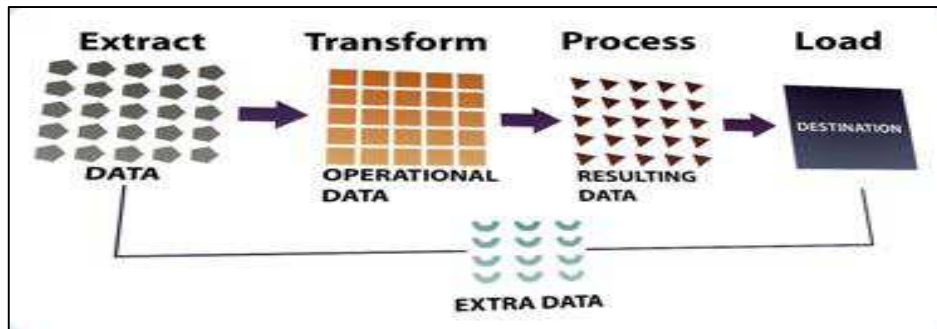 Extract Transform Process Load
DESTINATION
DATA
OPERATIONAL
DATA
RESULTING
DATA
EXTRA DATA